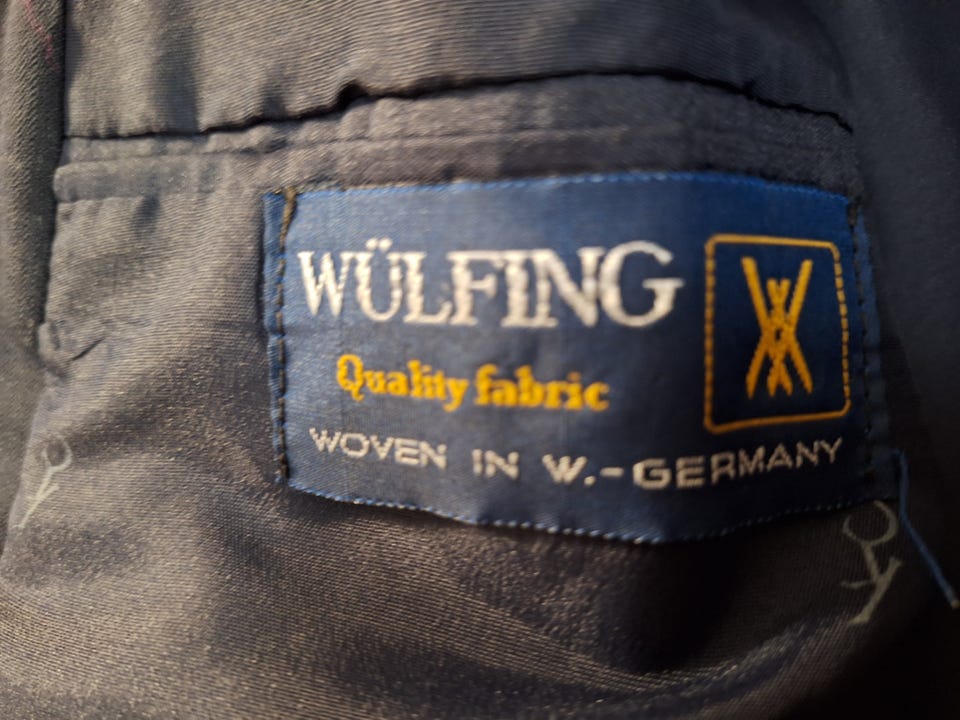 WÜLFING
Quality fabric
WOVEN IN W.-GERMANY